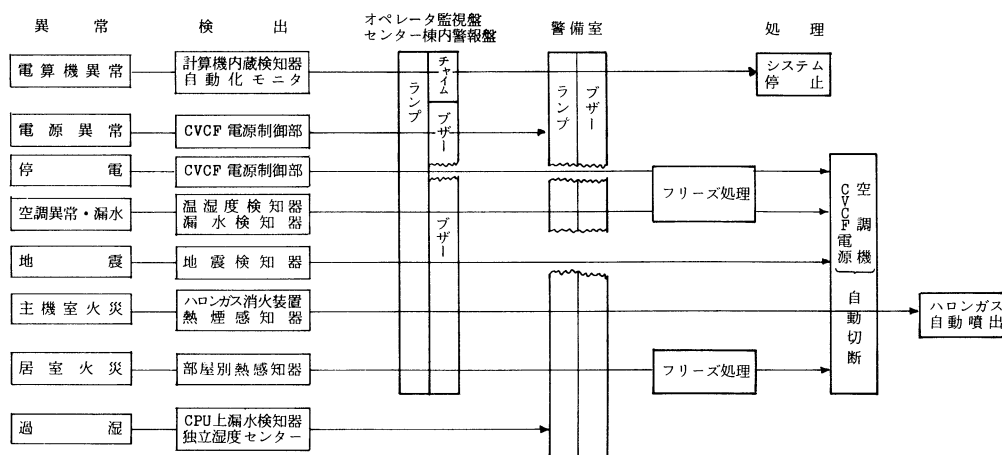 異常
検出
オペレータ監視盤
センター棟内警報盤
警備室
処理
電算機異常
計算機内蔵検知器
自動化モニタ
ランプ
チャイム
ブザー
ランプ
ブザー
システム
停止
電源異常
CVCF電源制御部
停電
CVCF電源制御部
フリーズ処理
空調異常・漏水
温湿度検知器
漏水検知器
ブザー
空調機
CVCF電源
自動切断
地震
地震検知器
主機室火災
ハロンガス消火装置
熱煙感知器
ハロンガス
自動噴出
居室火災
部屋別熱感知器
フリーズ処理
過湿
CPU上漏水検知器
独立湿度センター